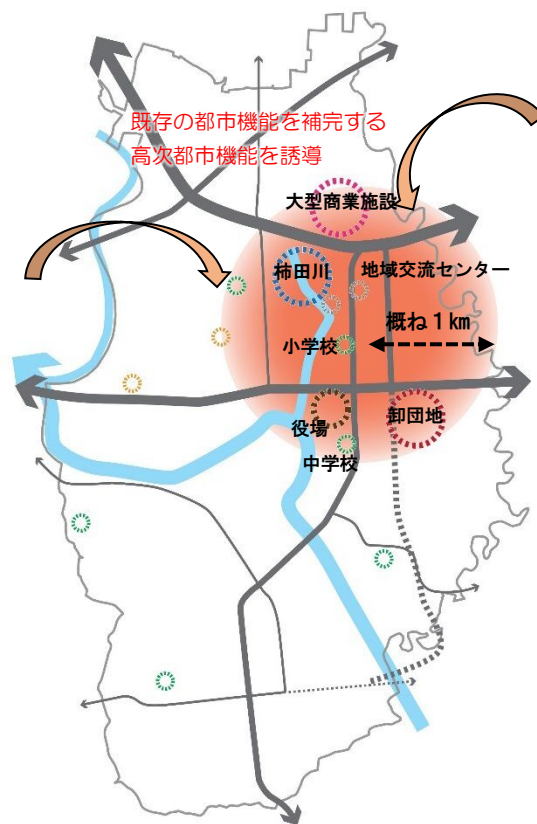 既存の都市機能を補完する
高次都市機能を誘導
大型商業施設
柿田川
地域交流センター
概ね1km
小学校
役場
卸団地
中学校